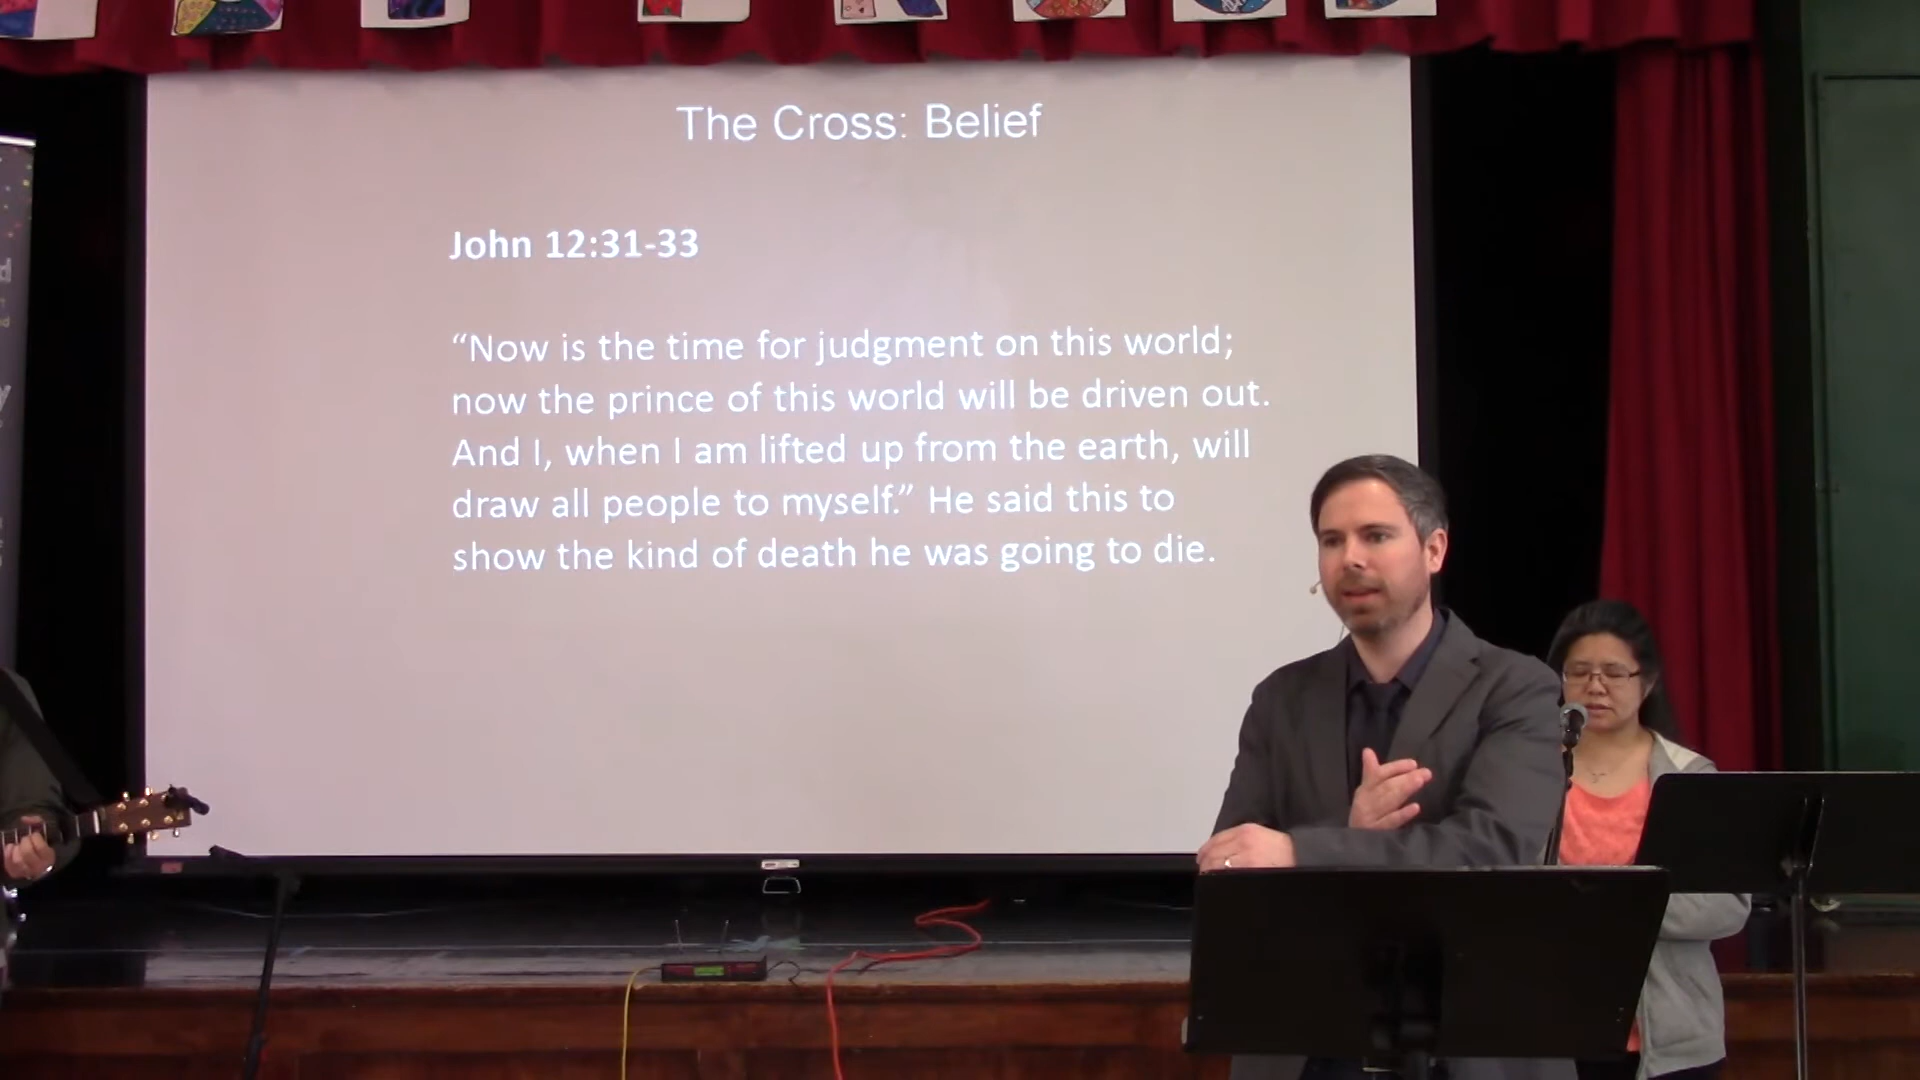 The Cross: Belief
John 12:31-33
“Now is the time for judgment on this world;
now the prince of this world will be driven out.
And I, when I am lifted up from the earth, will
draw all people to myself.” He said this to
show the kind of death he was going to die.